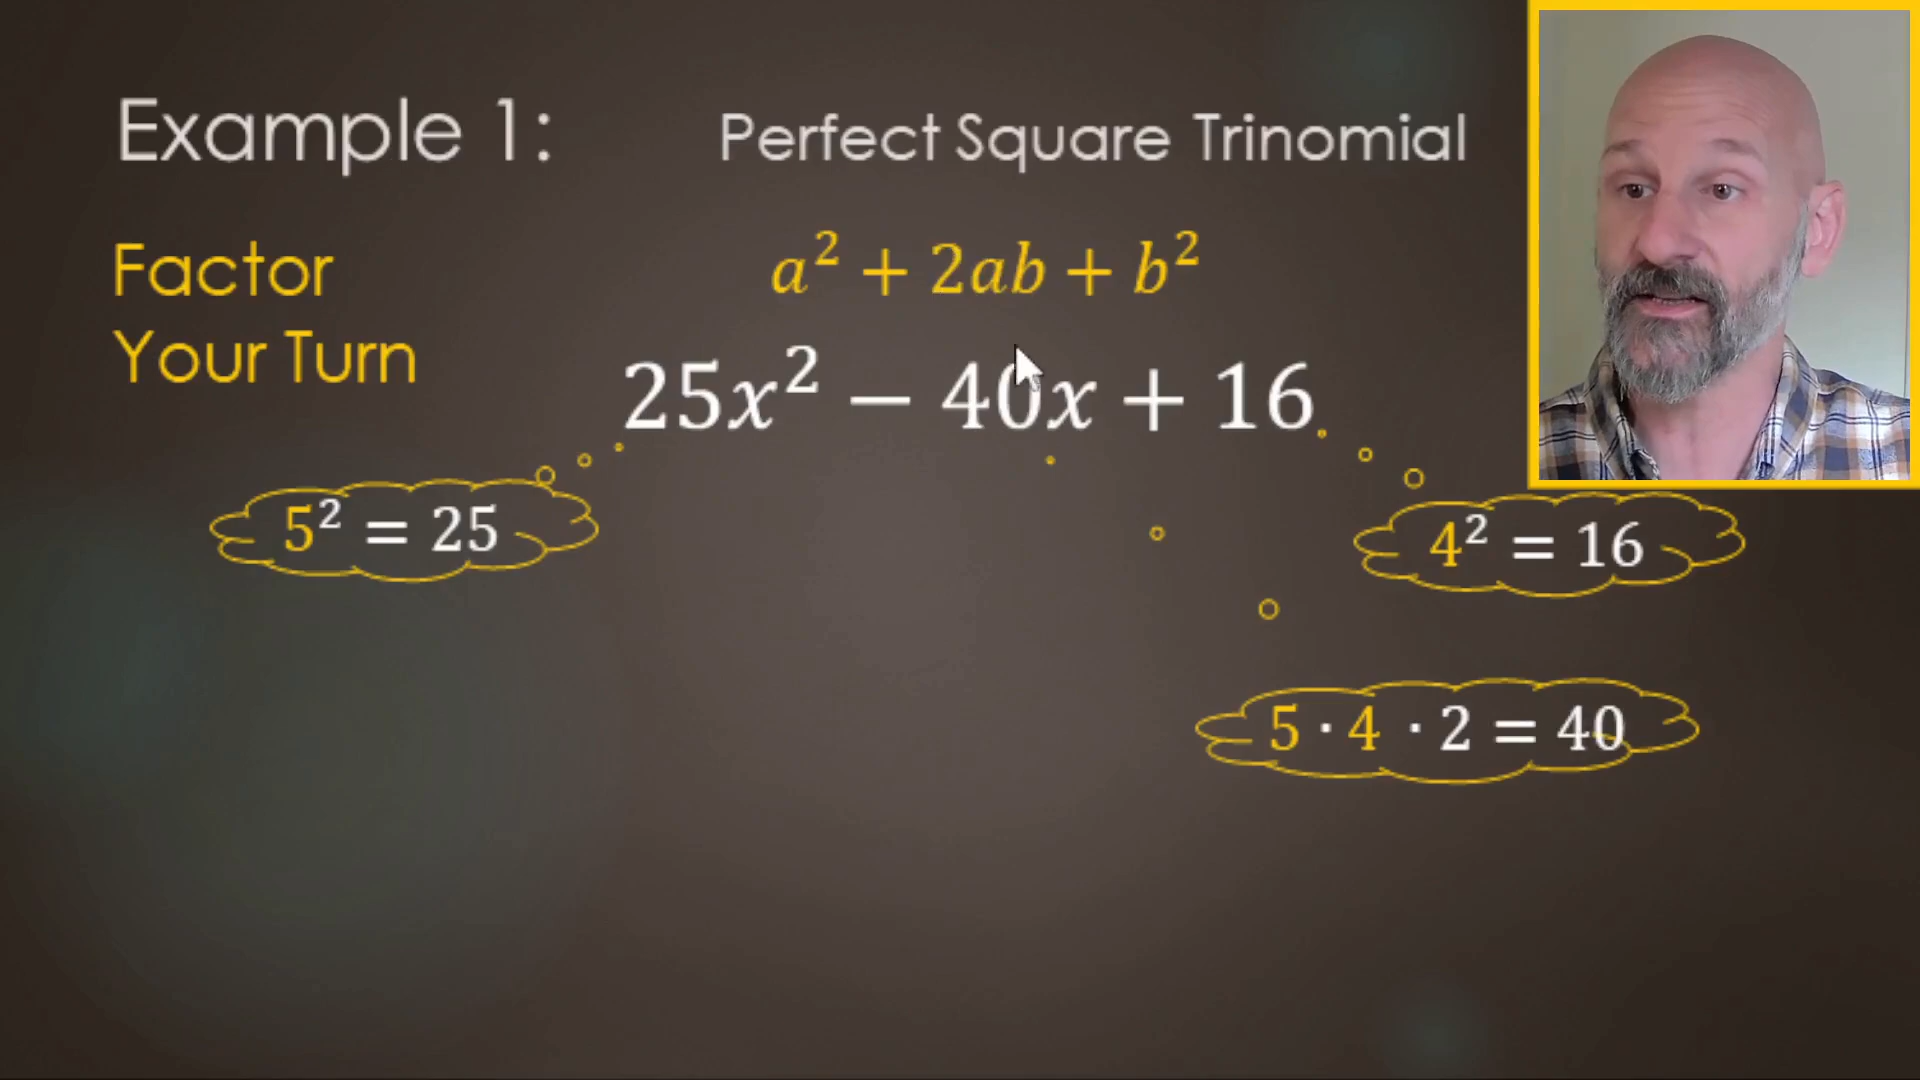 Example 1:
Perfect Square Trinomial
Factor
Your Turn
a² + 2ab + b²
25x² − 40x + 16
5² = 25
4² = 16
5 · 4 · 2 = 40